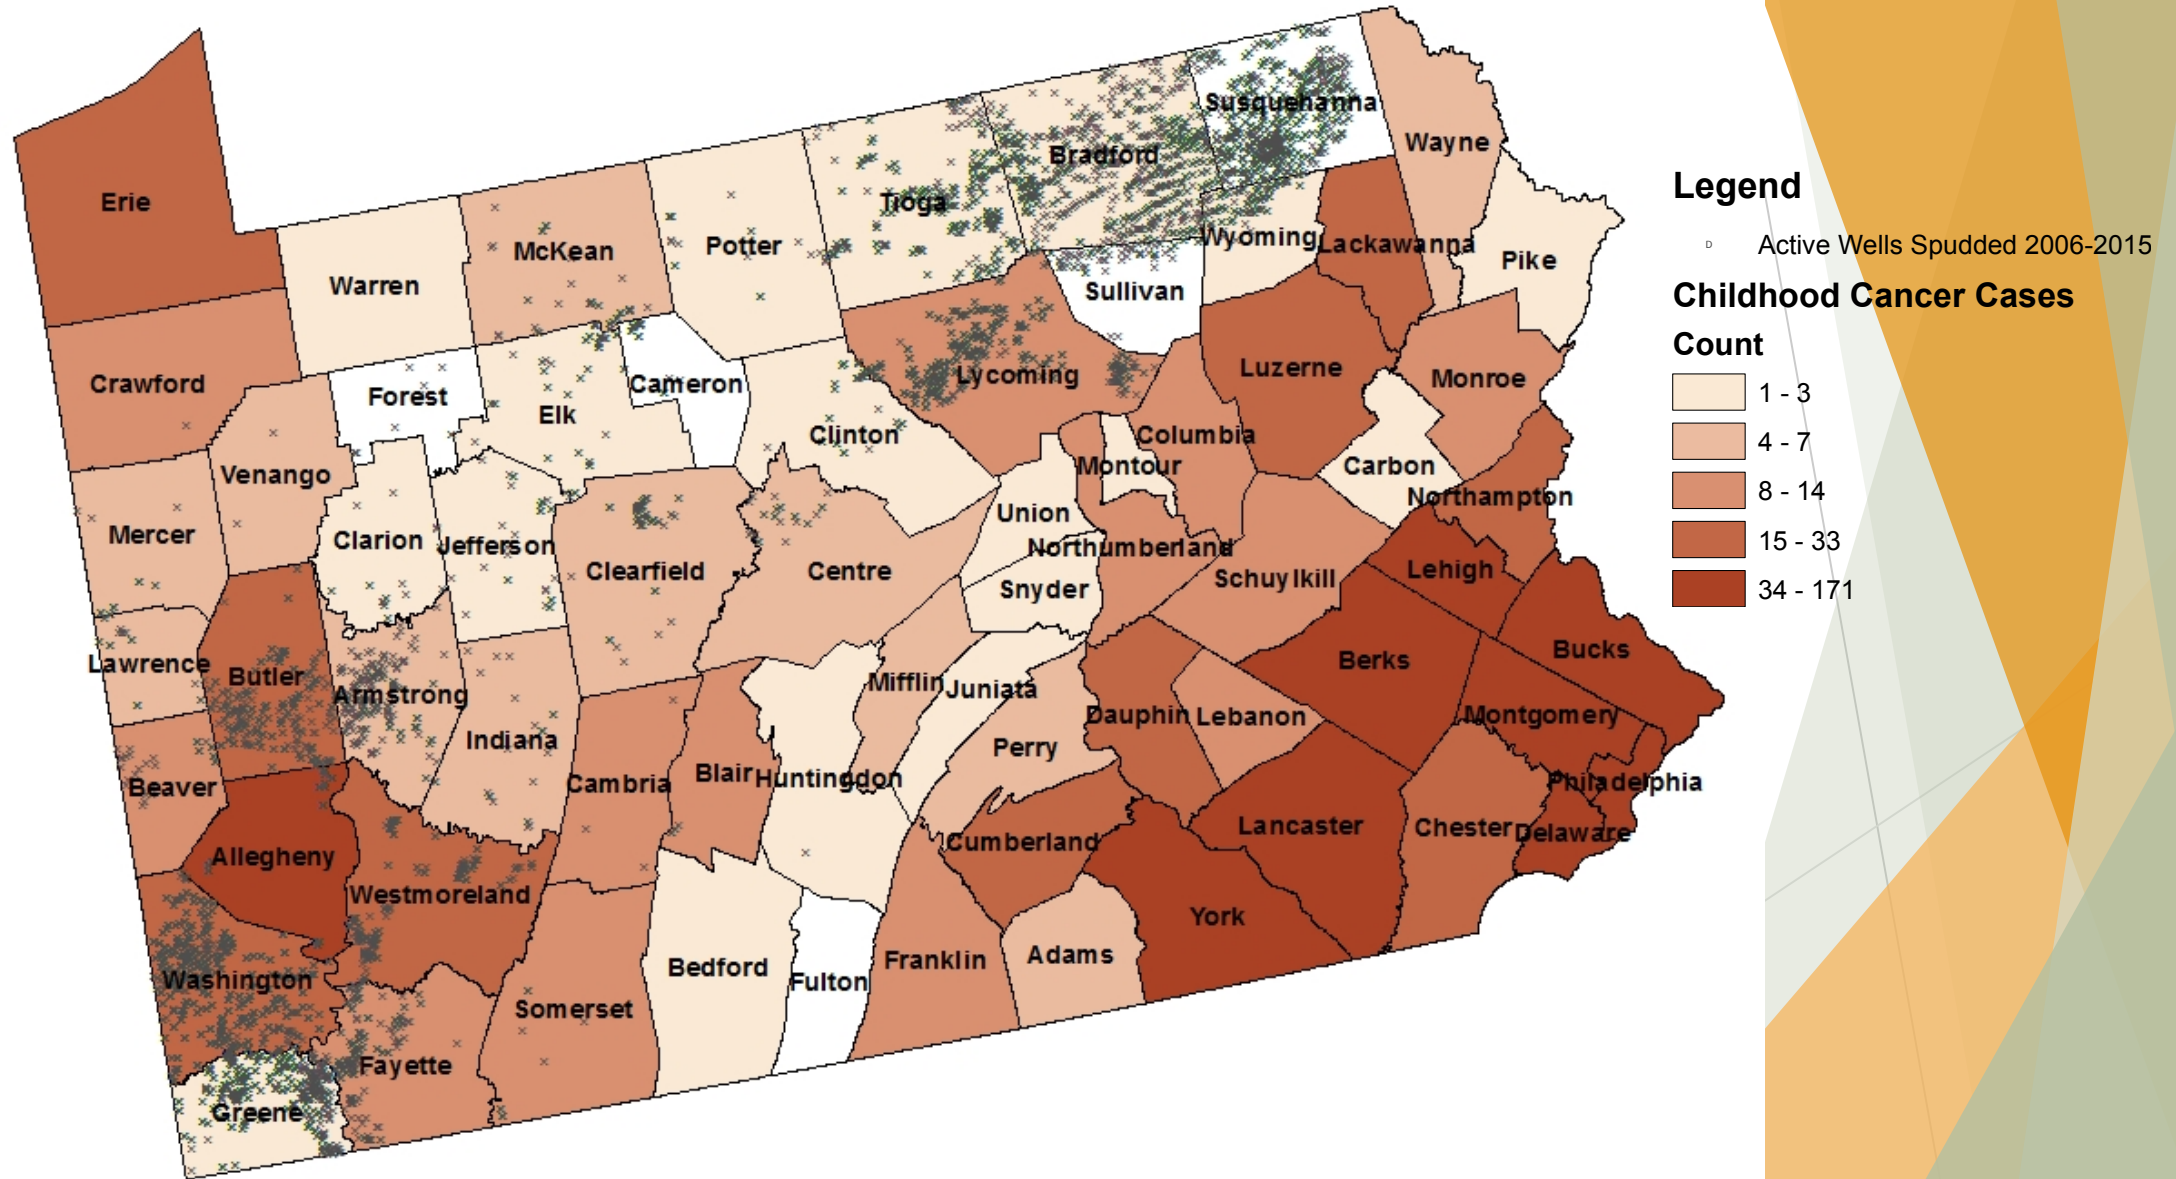 Susquehanna
Wayne
Bradford
Erie
Tioga
Wyoming
Lackawanna
Potter
McKean
Pike
Warren
Sullivan
Luzerne
Lycoming
Monroe
Crawford
Forest
Cameron
Elk
Clinton
Columbia
Montour
Carbon
Venango
Northampton
Union
Mercer
Clarion
Jefferson
Northumberland
Clearfield
Centre
Lehigh
Schuylkill
Snyder
Bucks
Berks
Lawrence
Butler
Armstrong
Mifflin
Juniata
Dauphin
Lebanon
Montgomery
Indiana
Perry
Beaver
Cambria
Blair
Huntingdon
Philadelphia
Lancaster
Chester
Delaware
Cumberland
Allegheny
Westmoreland
York
Adams
Franklin
Bedford
Washington
Fulton
Somerset
Fayette
Greene
Legend
D Active Wells Spudded 2006-2015
Childhood Cancer Cases
Count
1 - 3
4 - 7
8 - 14
15 - 33
34 - 171